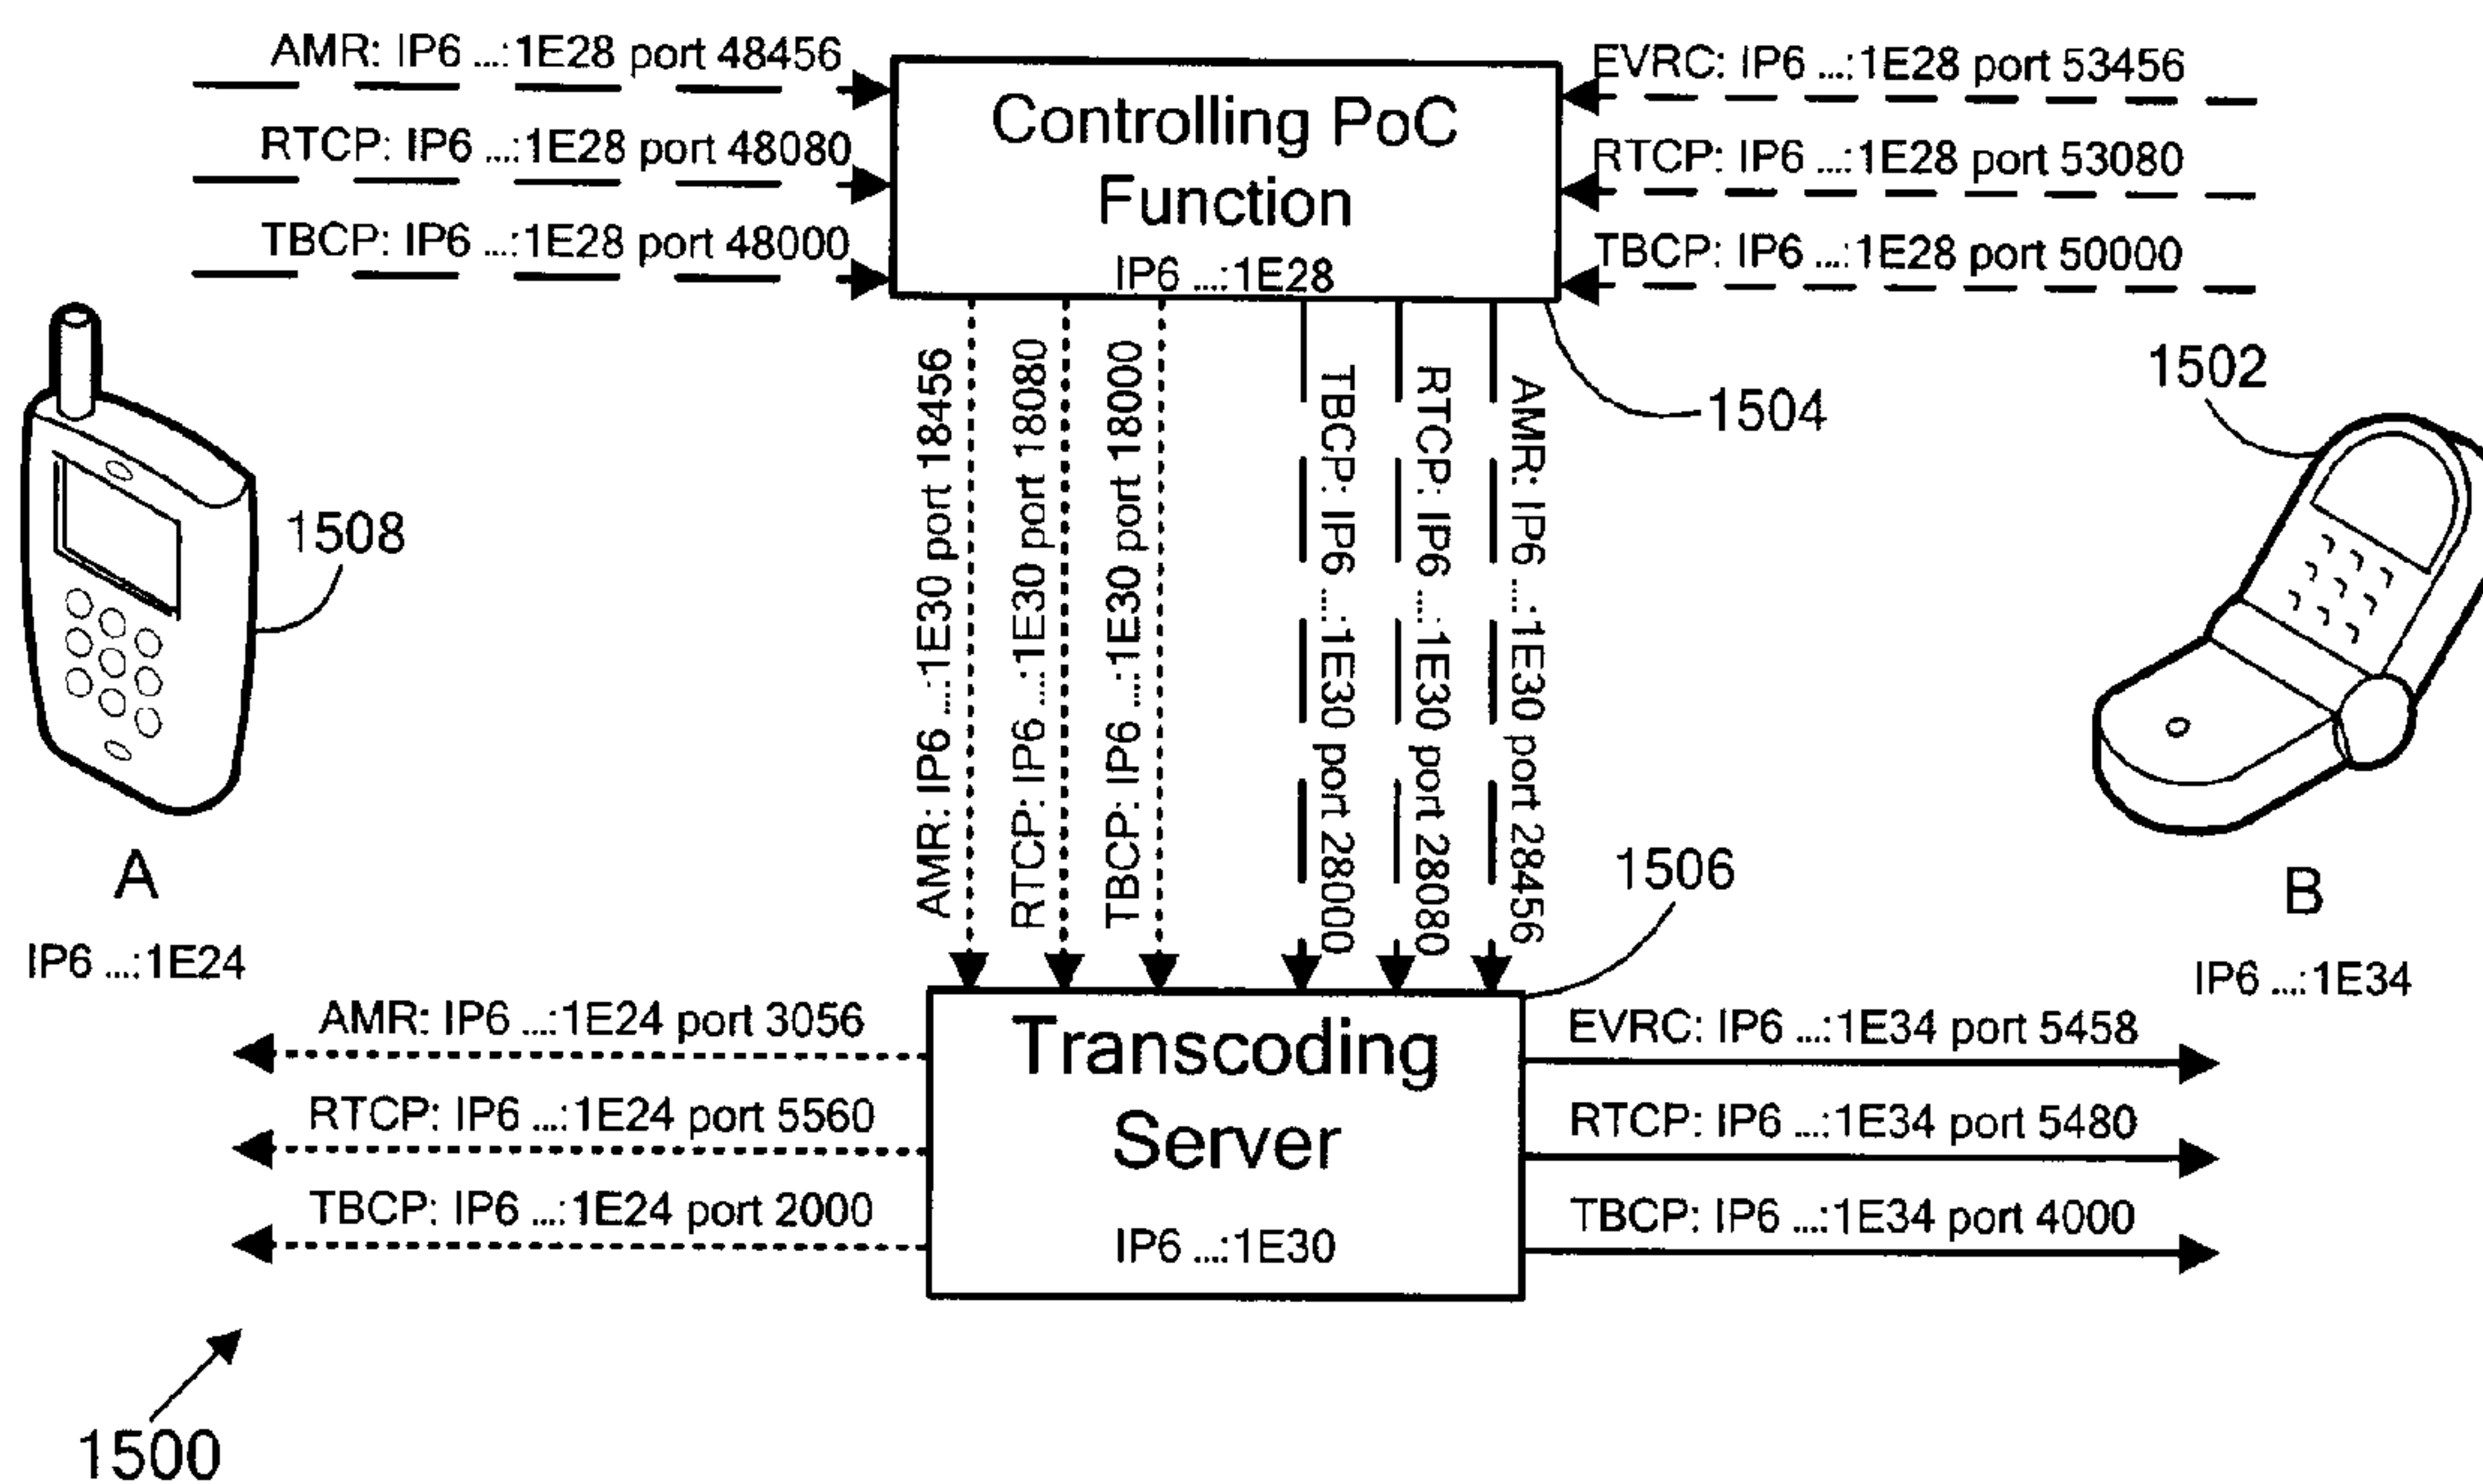 AMR: IP6 ...:1E28 port 48456
RTCP: IP6 ...:1E28 port 48080
TBCP: IP6 ...:1E28 port 48000
Controlling PoC
Function
IP6 ...:1E28
EVRC: IP6 ...:1E28 port 53456
RTCP: IP6 ...:1E28 port 53080
TBCP: IP6 ...:1E28 port 50000
1508
A
IP6 ...:1E24
AMR: IP6 ...:1E30 port 18456
RTCP: IP6 ...:1E30 port 18080
TBCP: IP6 ...:1E30 port 18000
TBCP: IP6 ...:1E30 port 28000
RTCP: IP6 ...:1E30 port 28080
AMR: IP6 ...:1E30 port 28456
1504
1502
B
IP6 ...:1E34
1506
AMR: IP6 ...:1E24 port 3056
RTCP: IP6 ...:1E24 port 5560
TBCP: IP6 ...:1E24 port 2000
Transcoding
Server
IP6 ...:1E30
EVRC: IP6 ...:1E34 port 5458
RTCP: IP6 ...:1E34 port 5480
TBCP: IP6 ...:1E34 port 4000
1500